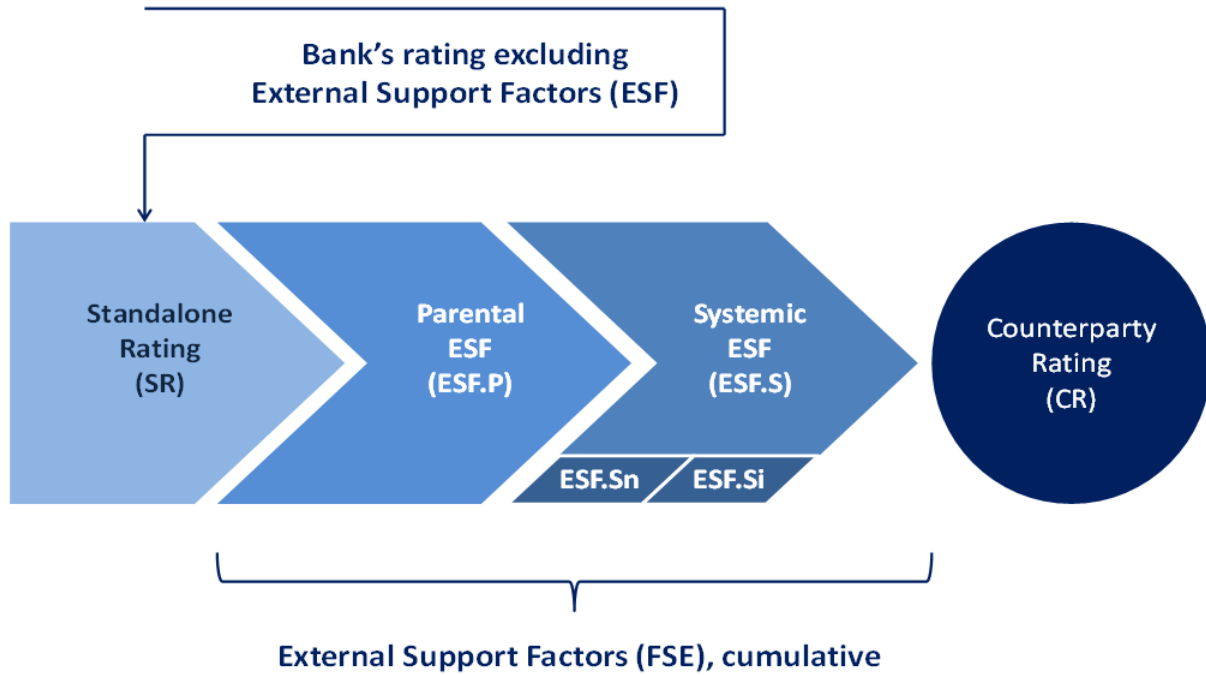 Bank’s rating excluding
External Support Factors (ESF)
Standalone
Rating
(SR)
Parental
ESF
(ESF.P)
Systemic
ESF
(ESF.S)
ESF.Sn
ESF.Si
Counterparty
Rating
(CR)
External Support Factors (FSE), cumulative